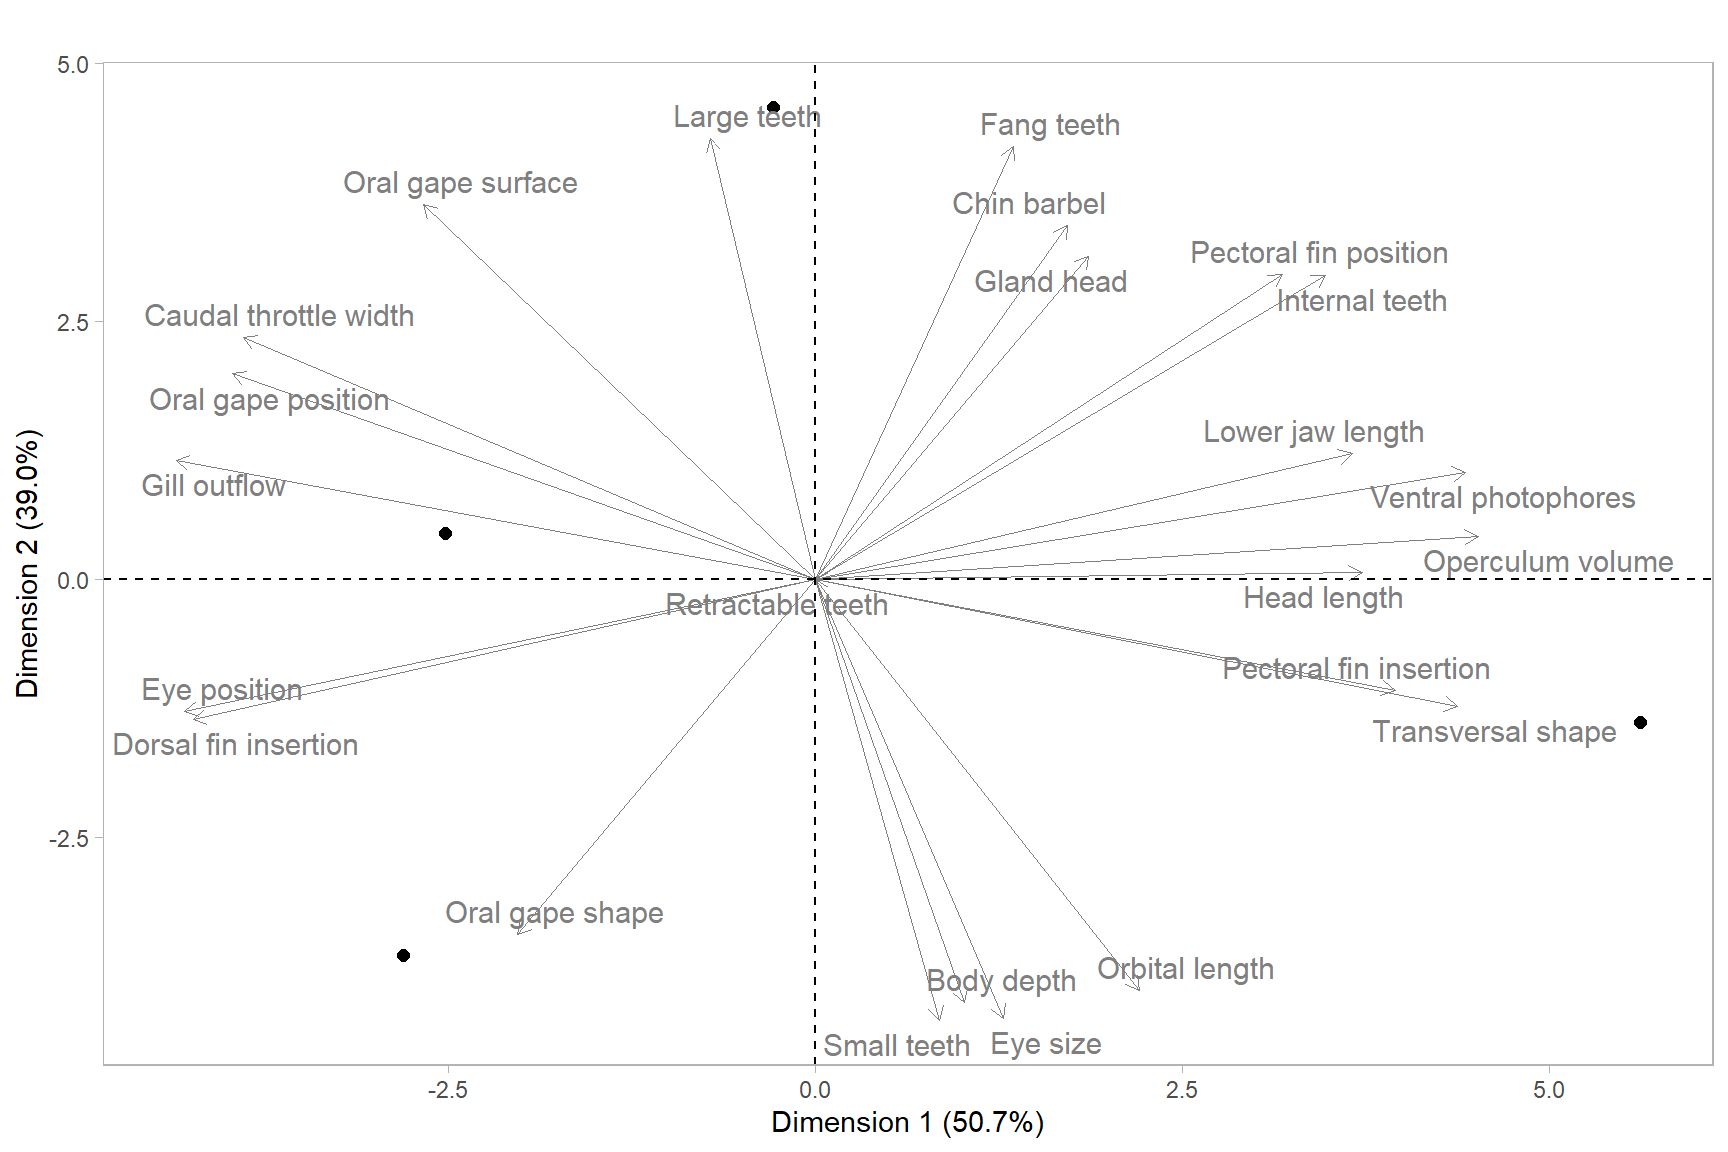 5.0
Large teeth
Fang teeth
Oral gape surface
Chin barbel
Pectoral fin position
Gland head
Internal teeth
2.5
Caudal throttle width
Oral gape position
Lower jaw length
Gill outflow
Ventral photophores
Operculum volume
0.0
Retractable teeth
Head length
Pectoral fin insertion
Eye position
Transversal shape
Dorsal fin insertion
-2.5
Oral gape shape
Orbital length
Body depth
Small teeth
Eye size
-2.5
0.0
2.5
5.0
Dimension 1 (50.7%)
Dimension 2 (39.0%)